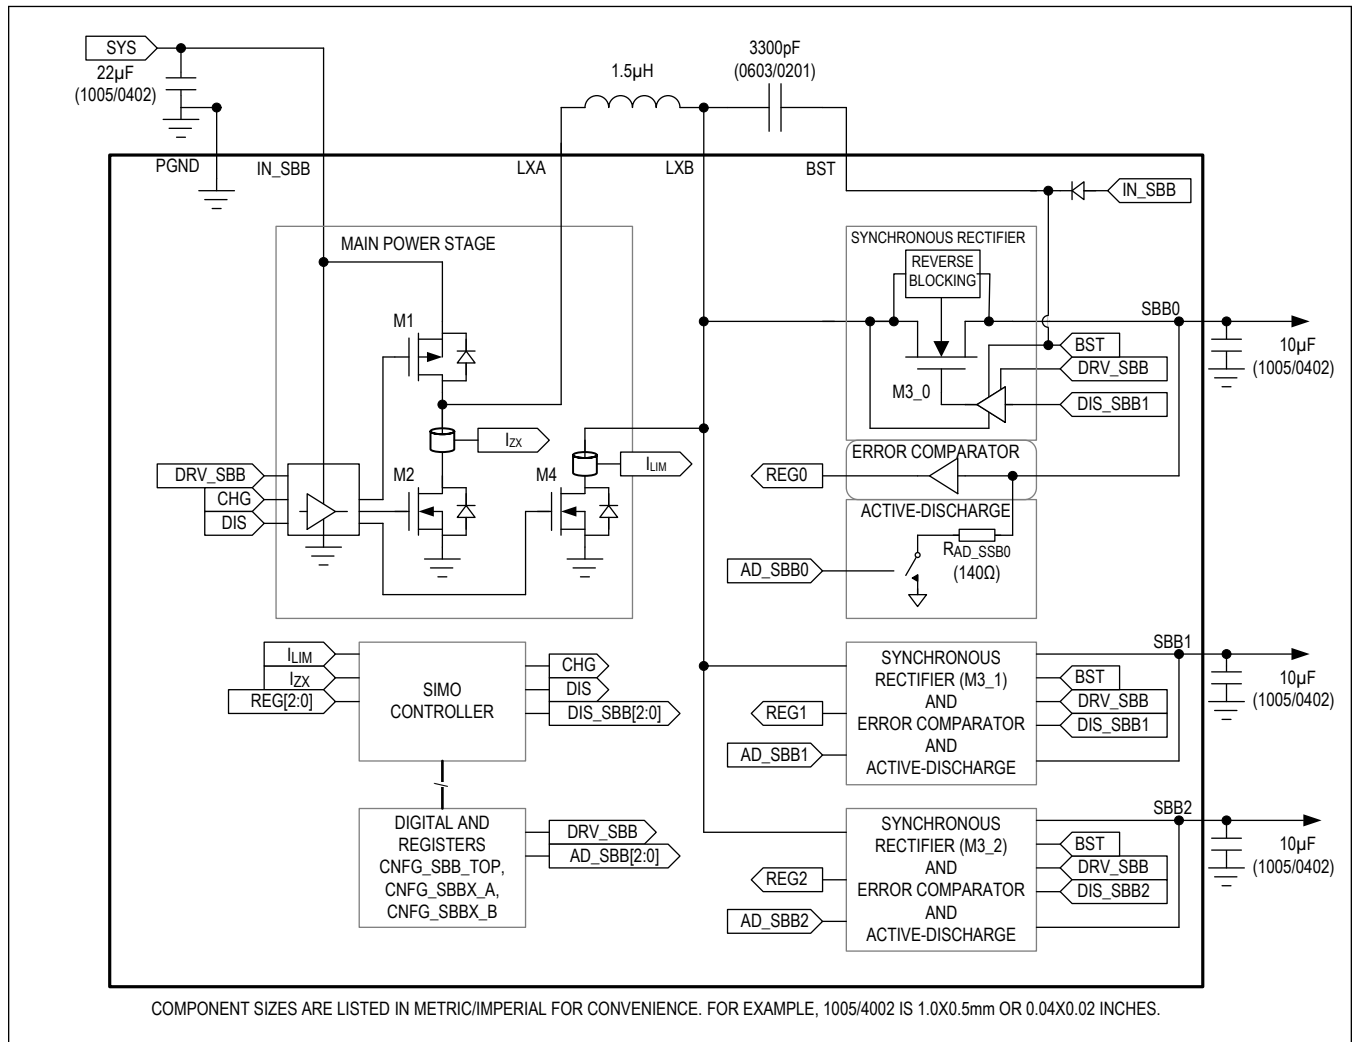 SYS
22µF
(1005/0402)
1.5µH
3300pF
(0603/0201)
PGND
IN_SBB
LXA
LXB
BST
IN_SBB
MAIN POWER STAGE
M1
IZX
M2
M4
ILIM
DRV_SBB
CHG
DIS
SYNCHRONOUS RECTIFIER
REVERSE
BLOCKING
M3_0
SBB0
BST
DRV_SBB
DIS_SBB1
10µF
(1005/0402)
ERROR COMPARATOR
REG0
ACTIVE-DISCHARGE
RAD_SSB0
(140Ω)
AD_SBB0
ILIM
IZX
REG[2:0]
SIMO
CONTROLLER
CHG
DIS
DIS_SBB[2:0]
SYNCHRONOUS
RECTIFIER (M3_1)
AND
ERROR COMPARATOR
AND
ACTIVE-DISCHARGE
REG1
AD_SBB1
SBB1
BST
DRV_SBB
DIS_SBB1
10µF
(1005/0402)
DIGITAL AND
REGISTERS
CNFG_SBB_TOP,
CNFG_SBBX_A,
CNFG_SBBX_B
DRV_SBB
AD_SBB[2:0]
SYNCHRONOUS
RECTIFIER (M3_2)
AND
ERROR COMPARATOR
AND
ACTIVE-DISCHARGE
REG2
AD_SBB2
SBB2
BST
DRV_SBB
DIS_SBB2
10µF
(1005/0402)
COMPONENT SIZES ARE LISTED IN METRIC/IMPERIAL FOR CONVENIENCE. FOR EXAMPLE, 1005/4002 IS 1.0X0.5mm OR 0.04X0.02 INCHES.